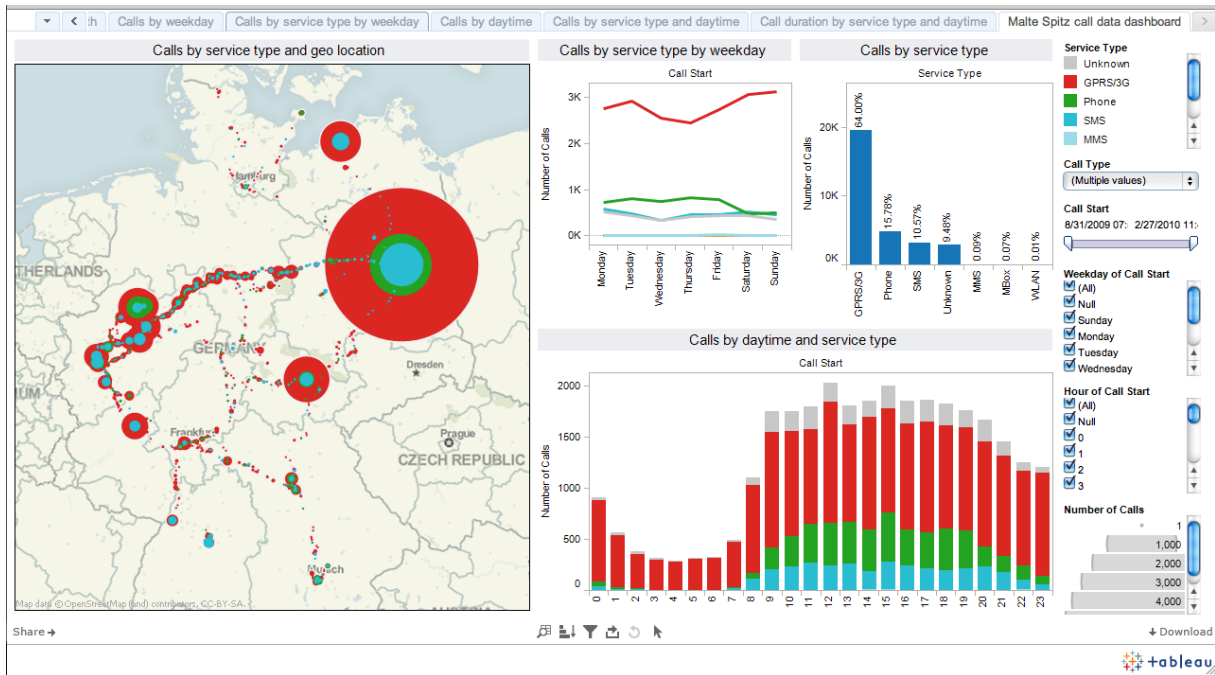 Calls by weekday
Calls by service type by weekday
Calls by daytime
Calls by service type and daytime
Call duration by service type and daytime
Malte Spitz call data dashboard
Calls by service type and geo location
Hamburg
GERMANY
Dresden
Frankfurt
Prague
CZECH REPUBLIC
Munich
Map data © OpenStreetMap (and) contributors, CC-BY-SA.
Calls by service type by weekday
Call Start
Number of Calls
3K
2K
1K
0K
Monday
Tuesday
Wednesday
Thursday
Friday
Saturday
Sunday
Calls by service type
Service Type
Number of Calls
20K
10K
0K
64.00%
15.78%
10.57%
9.48%
0.09%
0.07%
0.01%
GPRS/3G
Phone
SMS
Unknown
MMS
MBox
WLAN
Calls by daytime and service type
Call Start
Number of Calls
2000
1500
1000
500
0
0 1 2 3 4 5 6 7 8 9 10 11 12 13 14 15 16 17 18 19 20 21 22 23
Service Type
Unknown
GPRS/3G
Phone
SMS
MMS
Call Type
(Multiple values)
Call Start
8/31/2009 07: 2/27/2010 11:
Weekday of Call Start
(All)
Null
Sunday
Monday
Tuesday
Wednesday
Hour of Call Start
(All)
Null
0
1
2
3
Number of Calls
1
1,000
2,000
3,000
4,000
Share
Download
+ableau